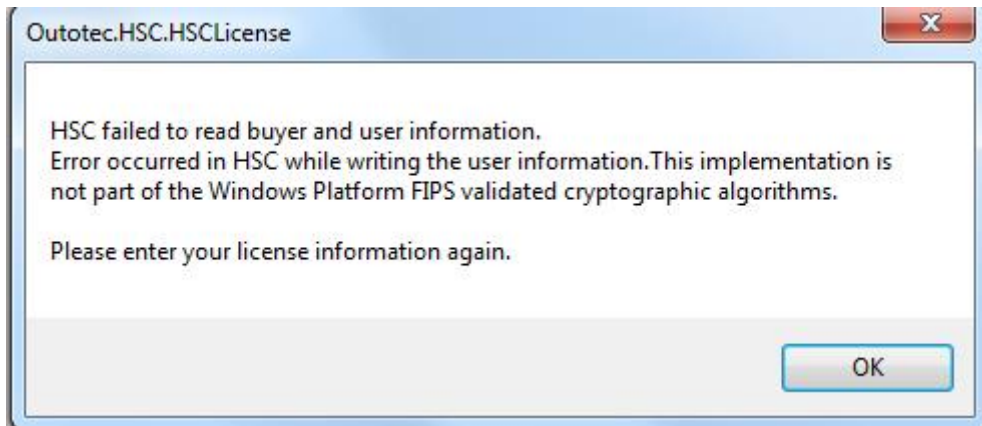 Outotec.HSC.HSCLicense
HSC failed to read buyer and user information.
Error occurred in HSC while writing the user information.This implementation is
not part of the Windows Platform FIPS validated cryptographic algorithms.
Please enter your license information again.
OK